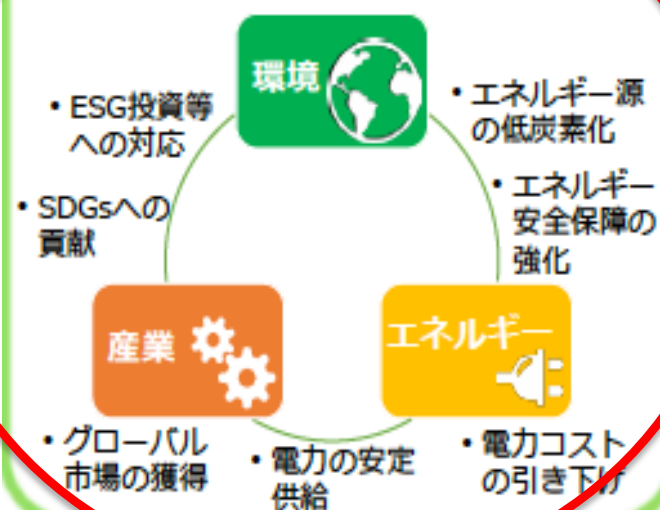 環境
・ESG投資等
への対応
・エネルギー源
の低炭素化
・SDGsへの
貢献
・エネルギー
安全保障の
強化
産業
エネルギー
・グローバル
市場の獲得
・電力の安定
供給
・電力コスト
の引き下げ